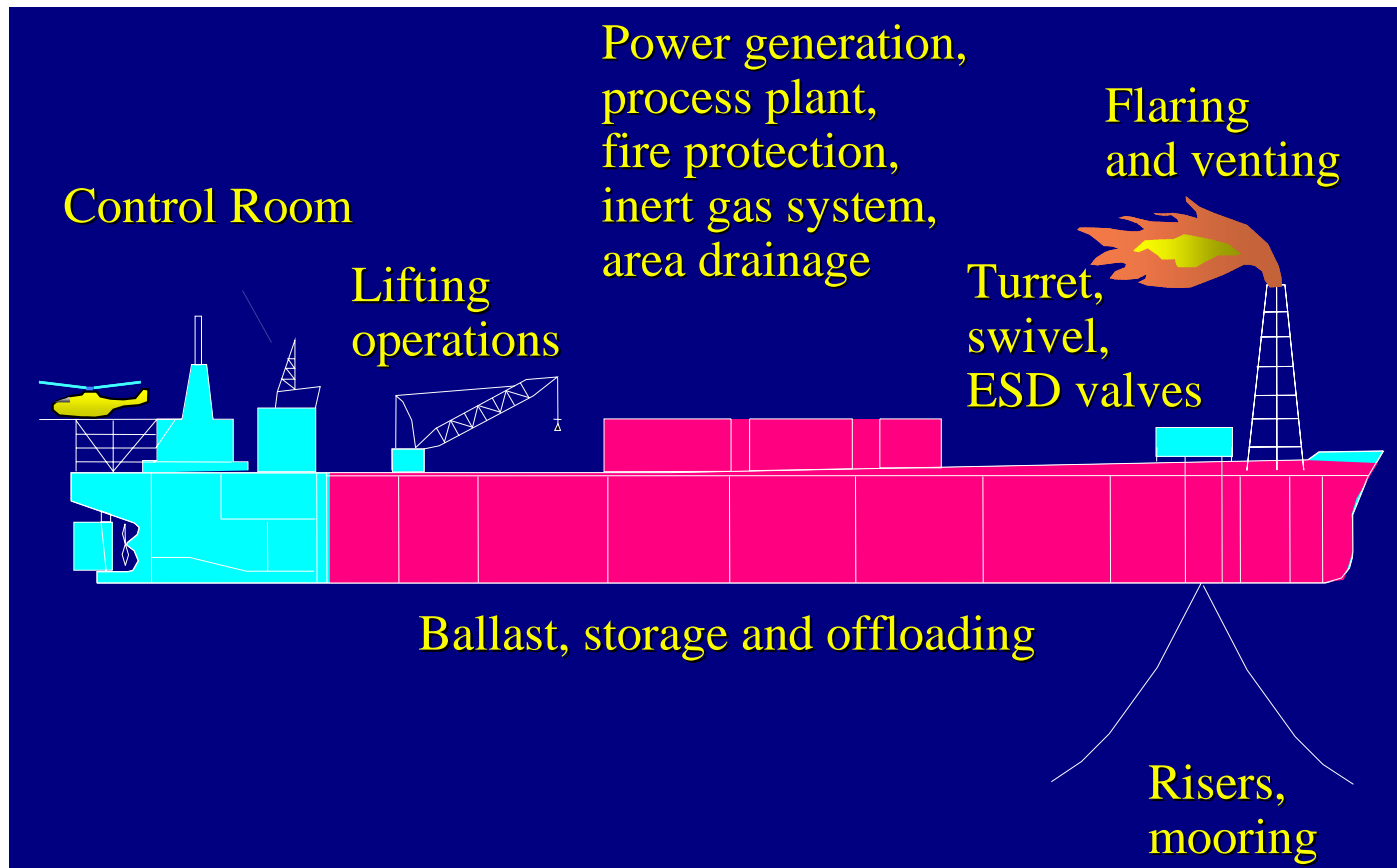 Power generation,
process plant,
fire protection,
inert gas system,
area drainage
Flaring
and venting
Control Room
Lifting
operations
Turret,
swivel,
ESD valves
Ballast, storage and offloading
Risers,
mooring